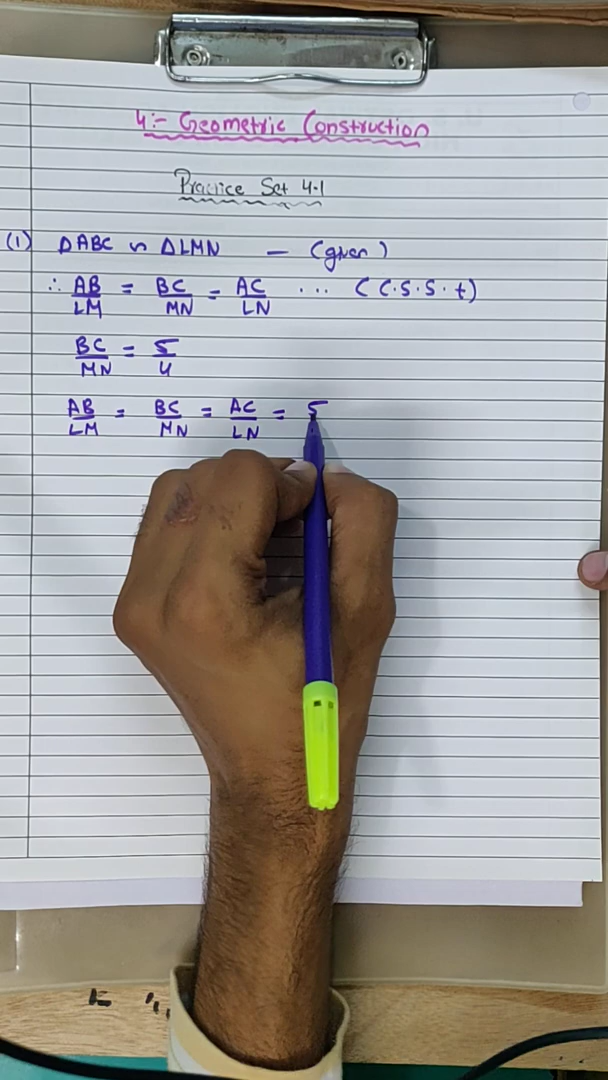 4:- Geometric Construction
Practice Set 4.1
(1) ΔABC ~ ΔLMN — (given)
∴ AB/LM = BC/MN = AC/LN ... (C.S.S.t)
BC/MN = 5/4
AB/LM = BC/MN = AC/LN = 5